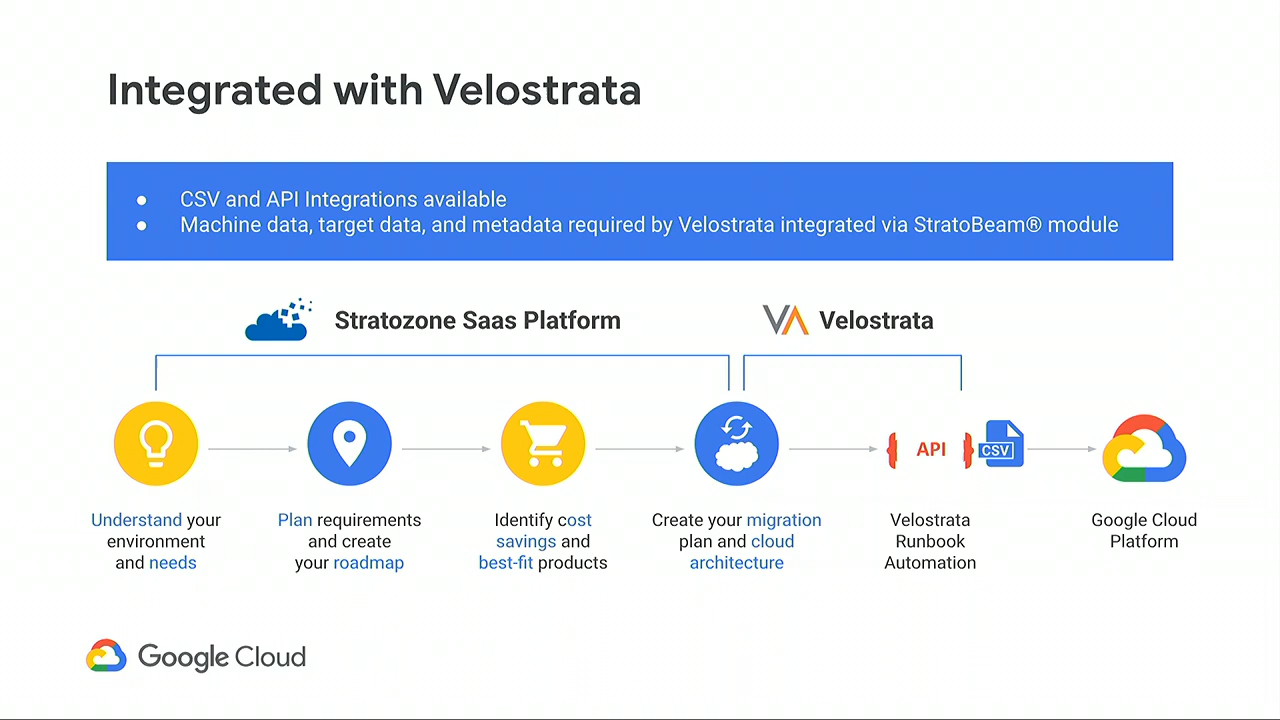 Integrated with Velostrata
● CSV and API Integrations available
● Machine data, target data, and metadata required by Velostrata integrated via StratoBeam® module
Stratozone Saas Platform
Velostrata
API
CSV
Understand your
environment
and needs
Plan requirements
and create
your roadmap
Identify cost
savings and
best-fit products
Create your migration
plan and cloud
architecture
Velostrata
Runbook
Automation
Google Cloud
Platform
Google Cloud